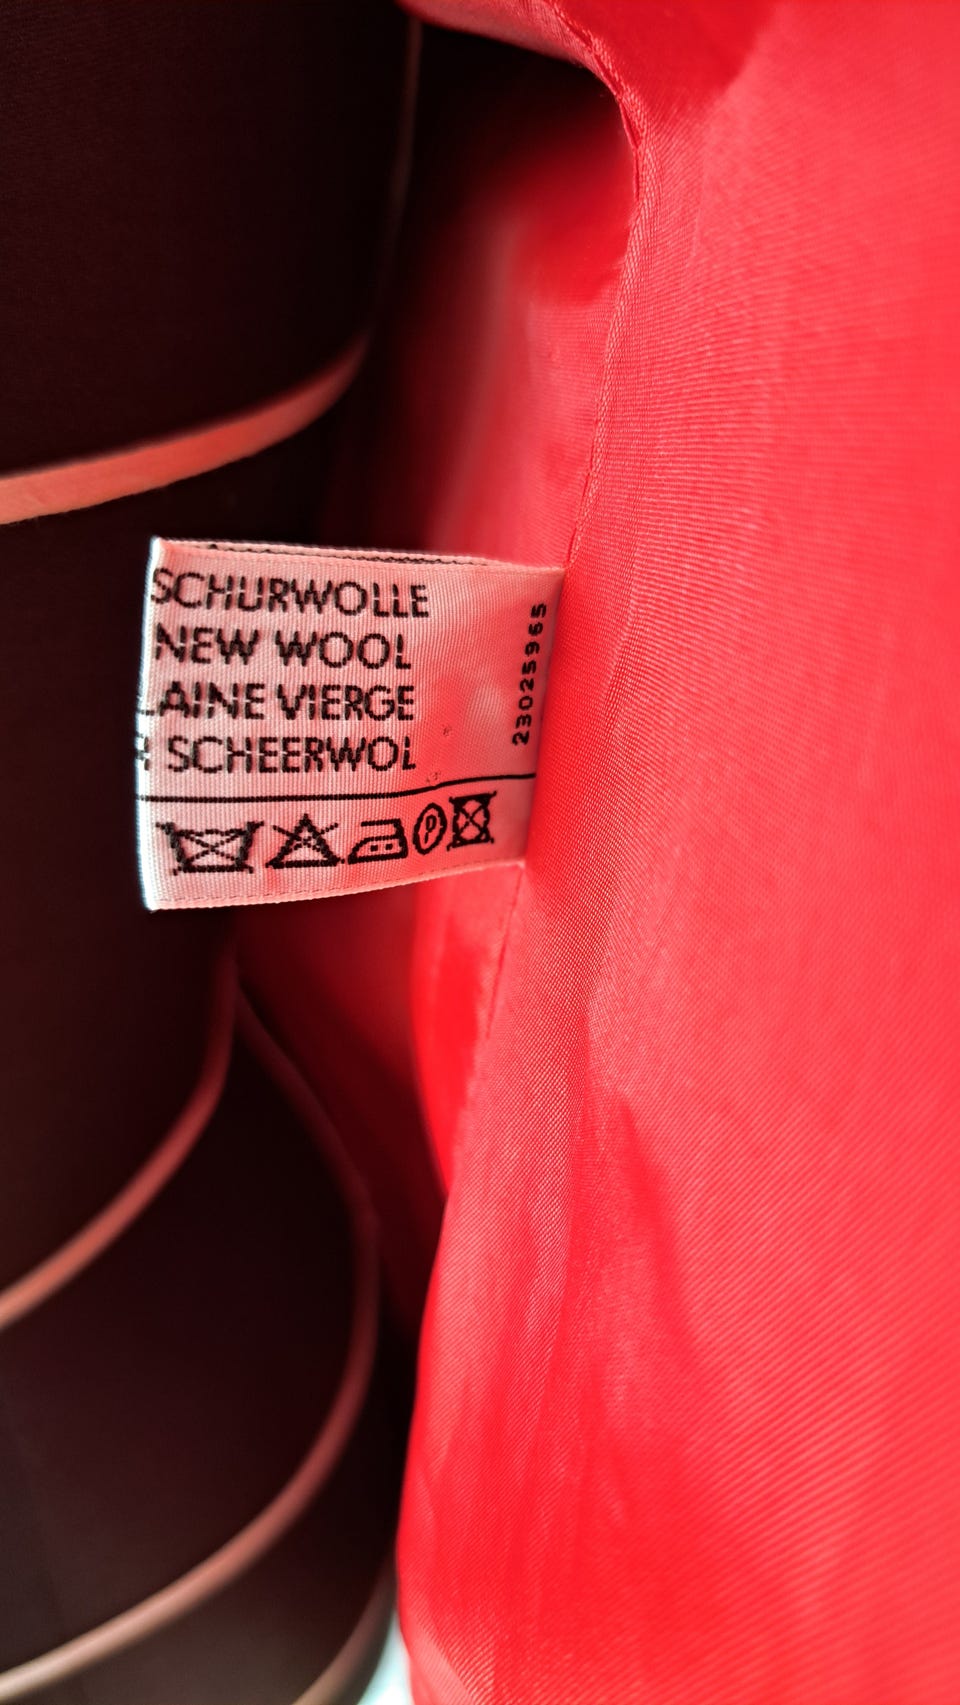 SCHURWOLLE
NEW WOOL
LAINE VIERGE
SCHEERWOL
23025965
P